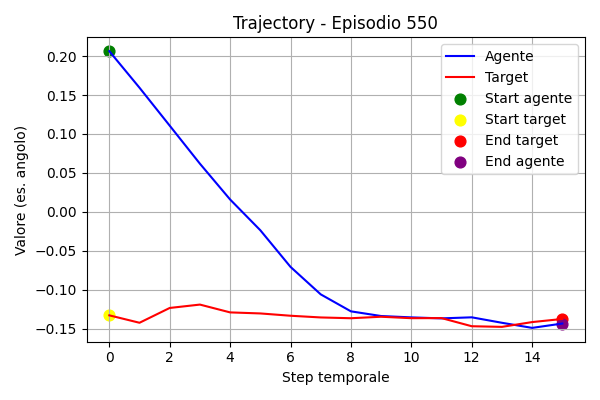 Trajectory - Episodio 550
Valore (es. angolo)
0.20
0.15
0.10
0.05
0.00
−0.05
−0.10
−0.15
Agente
Target
Start agente
Start target
End target
End agente
0 2 4 6 8 10 12 14
Step temporale